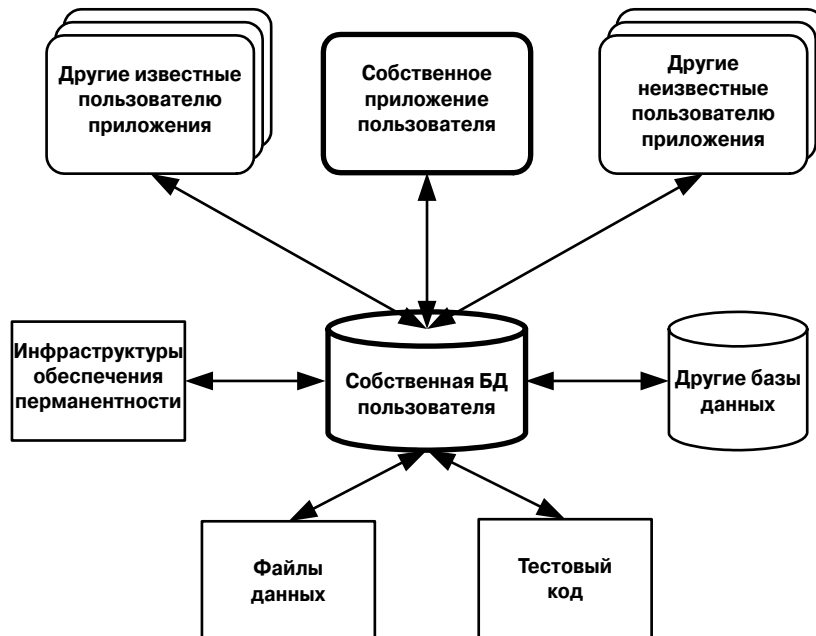 Другие известные
пользователю
приложения
Собственное
приложение
пользователя
Другие
неизвестные
пользователю
приложения
Инфраструктуры
обеспечения
перманентности
Собственная БД
пользователя
Другие базы
данных
Файлы
данных
Тестовый
код